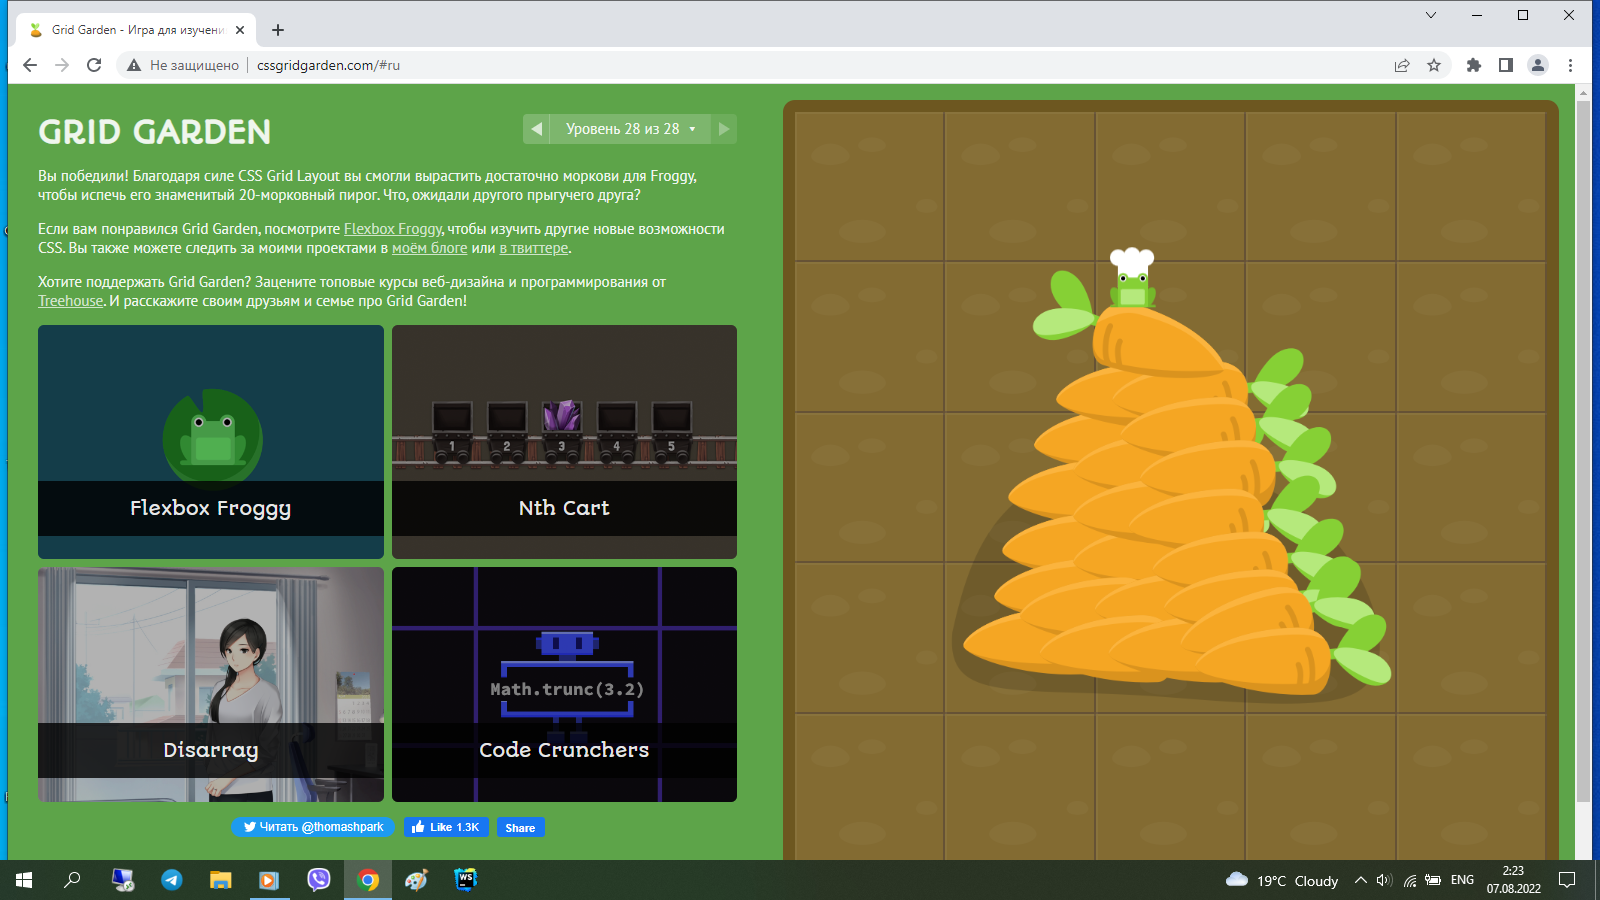 Grid Garden - Игра для изучени
Не защищено
cssgridgarden.com/#ru
GRID GARDEN
Уровень 28 из 28
Вы победили! Благодаря силе CSS Grid Layout вы смогли вырастить достаточно моркови для Froggy,
чтобы испечь его знаменитый 20-морковный пирог. Что, ожидали другого прыгучего друга?
Если вам понравился Grid Garden, посмотрите Flexbox Froggy, чтобы изучить другие новые возможности
CSS. Вы также можете следить за моими проектами в моём блоге или в твиттере.
Хотите поддержать Grid Garden? Зацените топовые курсы веб-дизайна и программирования от
Treehouse. И расскажите своим друзьям и семье про Grid Garden!
Flexbox Froggy
1 2 3 4 5
Nth Cart
Disarray
Math.trunc(3.2)
Code Crunchers
Читать @thomashpark
Like 1.3K
Share
WS
19°C Cloudy
ENG
2:23
07.08.2022